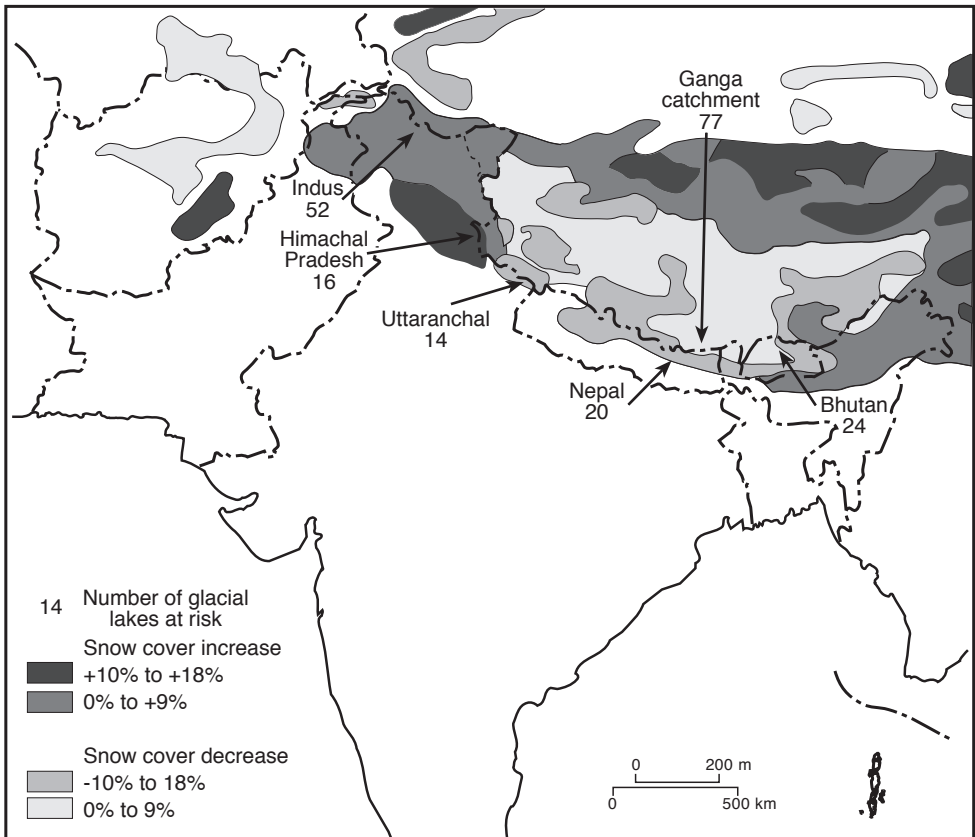 Ganga
catchment
77
Indus
52
Himachal
Pradesh
16
Uttaranchal
14
Nepal
20
Bhutan
24
14 Number of glacial
lakes at risk
Snow cover increase
+10% to +18%
0% to +9%
Snow cover decrease
-10% to 18%
0% to 9%
0 200 m
0 500 km